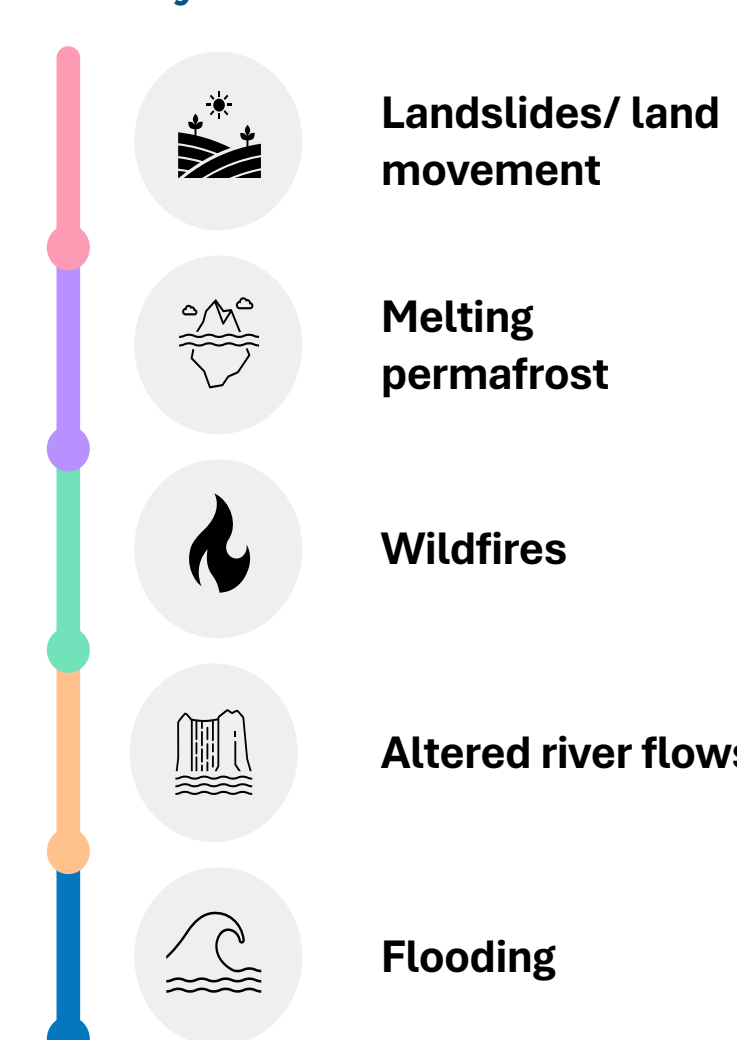 Landslides/ land
movement
Melting
permafrost
Wildfires
Altered river flows
Flooding